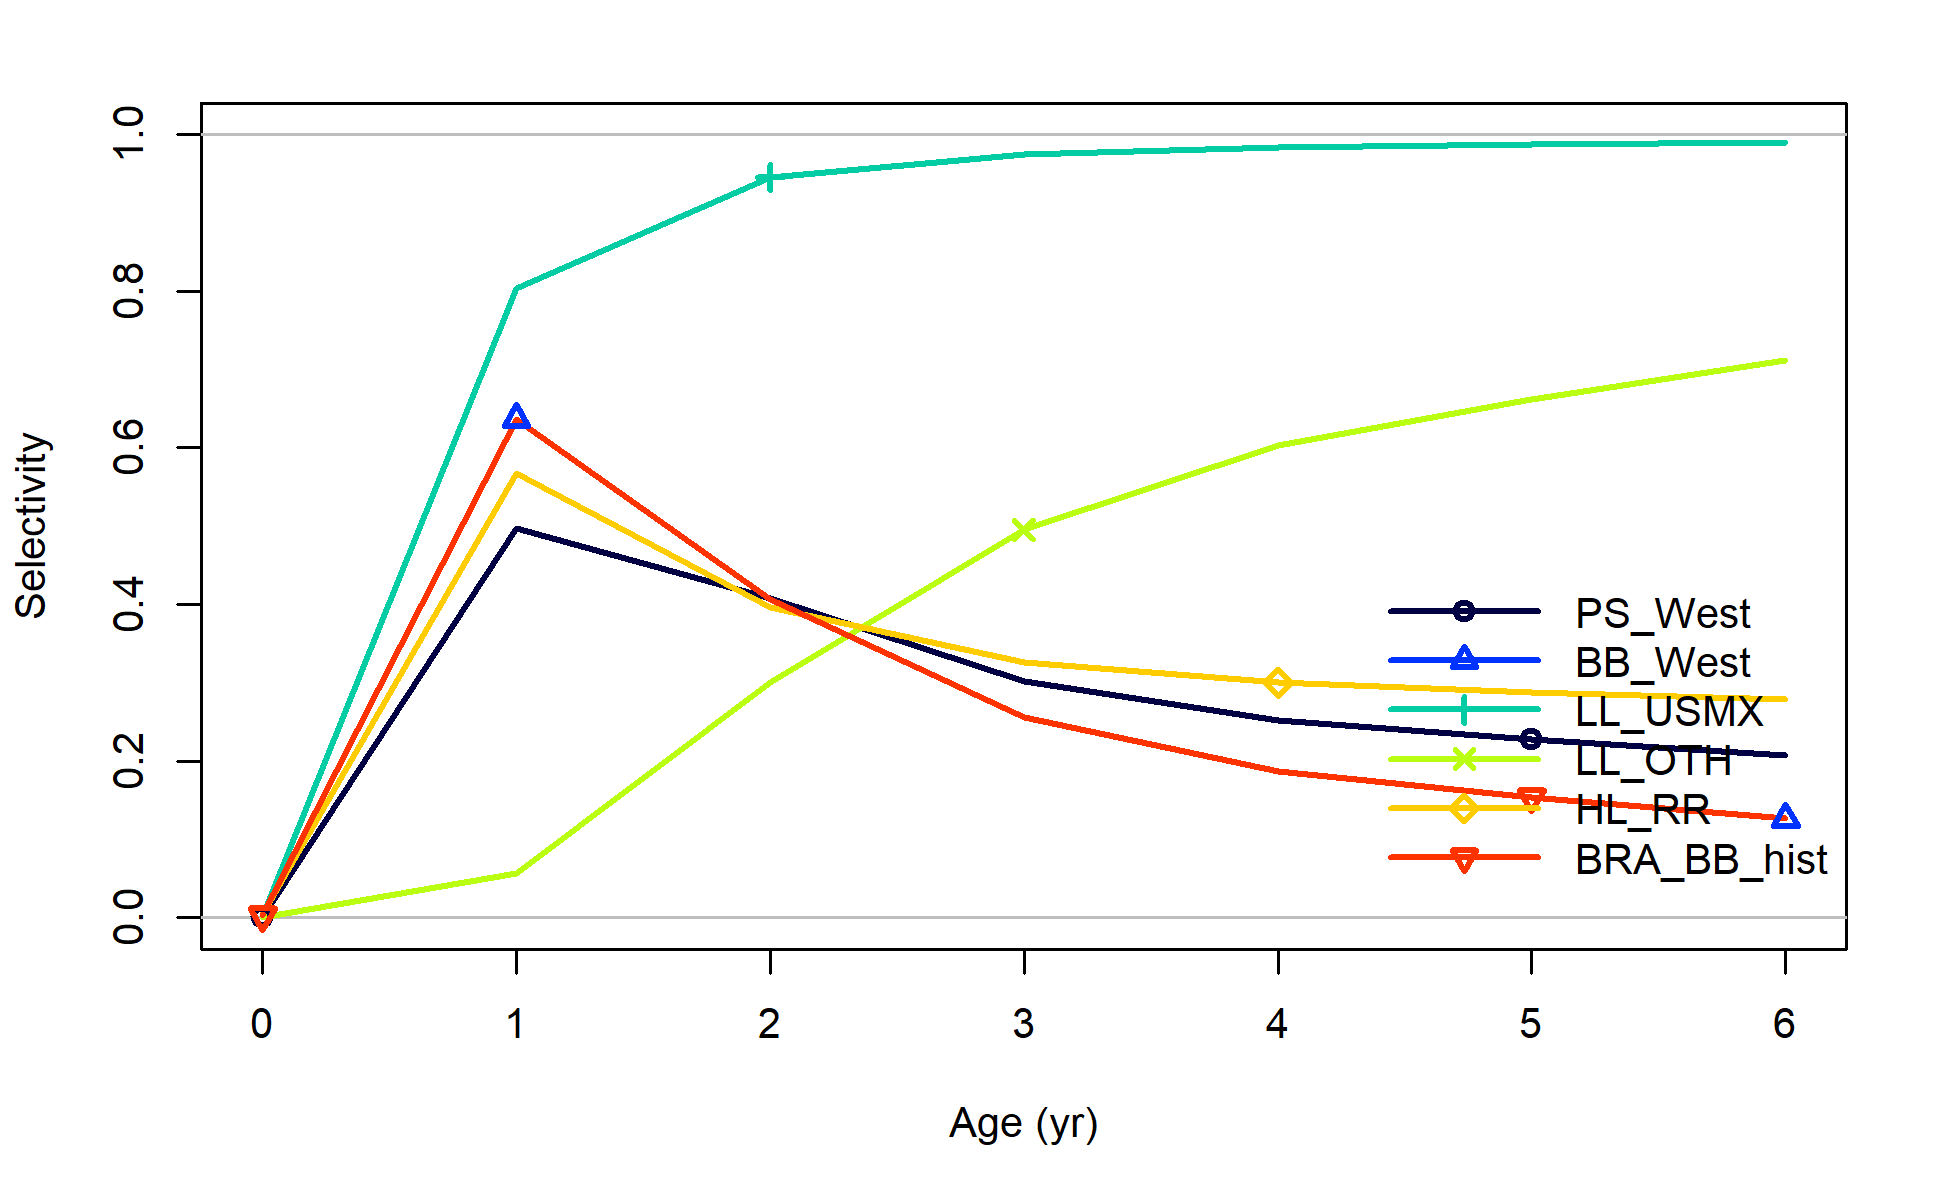 1.0
0.8
0.6
0.4
0.2
0.0
Selectivity
PS_West
BB_West
LL_USMX
LL_OTH
HL_RR
BRA_BB_hist
0 1 2 3 4 5 6
Age (yr)